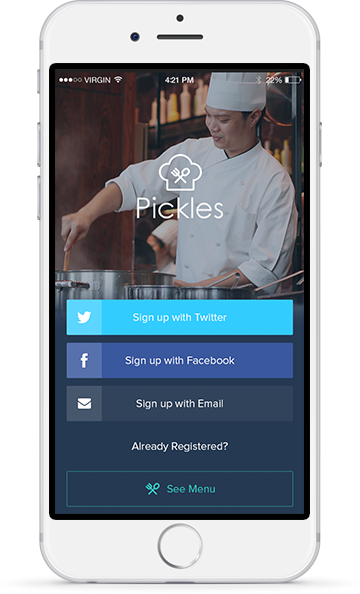 VIRGIN 4:21 PM 22%
Pickles
Sign up with Twitter
f Sign up with Facebook
Sign up with Email
Already Registered?
See Menu